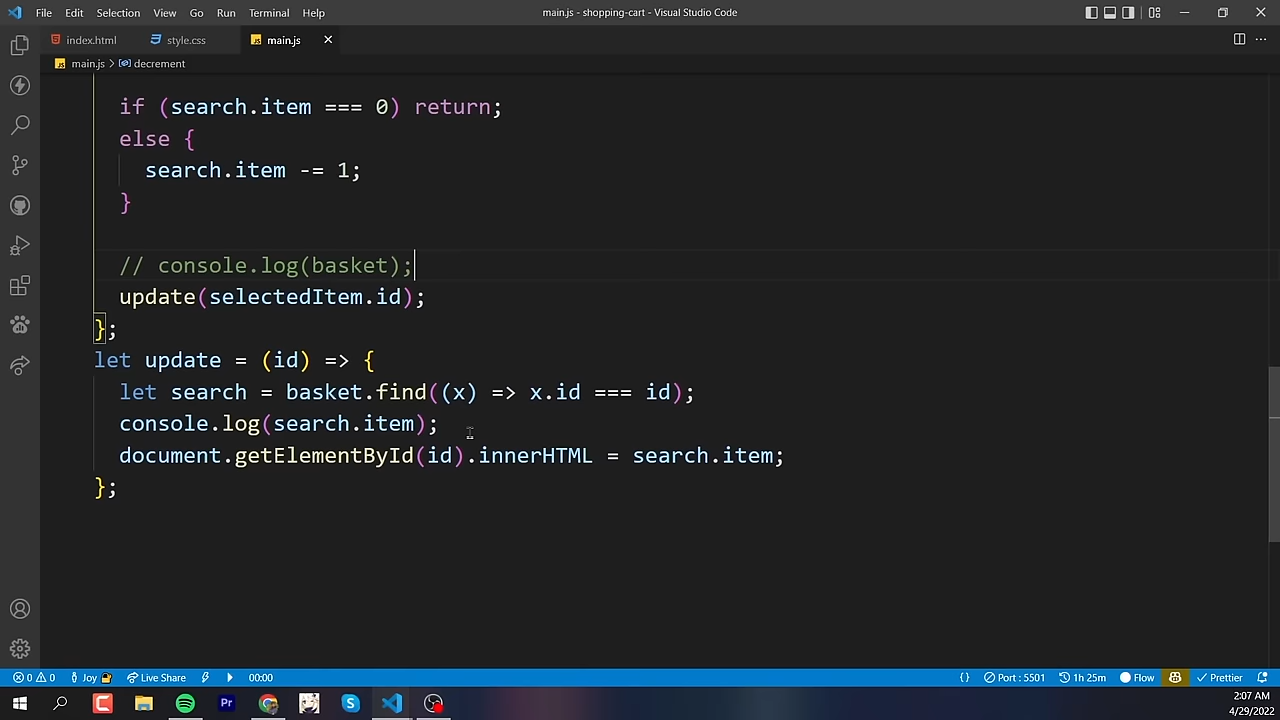 File Edit Selection View Go Run Terminal Help main.js - shopping-cart - Visual Studio Code
index.html style.css main.js
main.js > decrement
if (search.item === 0) return;
else {
search.item -= 1;
}
// console.log(basket);
update(selectedItem.id);
};
let update = (id) => {
let search = basket.find((x) => x.id === id);
console.log(search.item);
document.getElementById(id).innerHTML = search.item;
};
0 0 Joy Live Share 00:00 {} Port : 5501 1h 25m Flow Prettier
2:07 AM
4/29/2022